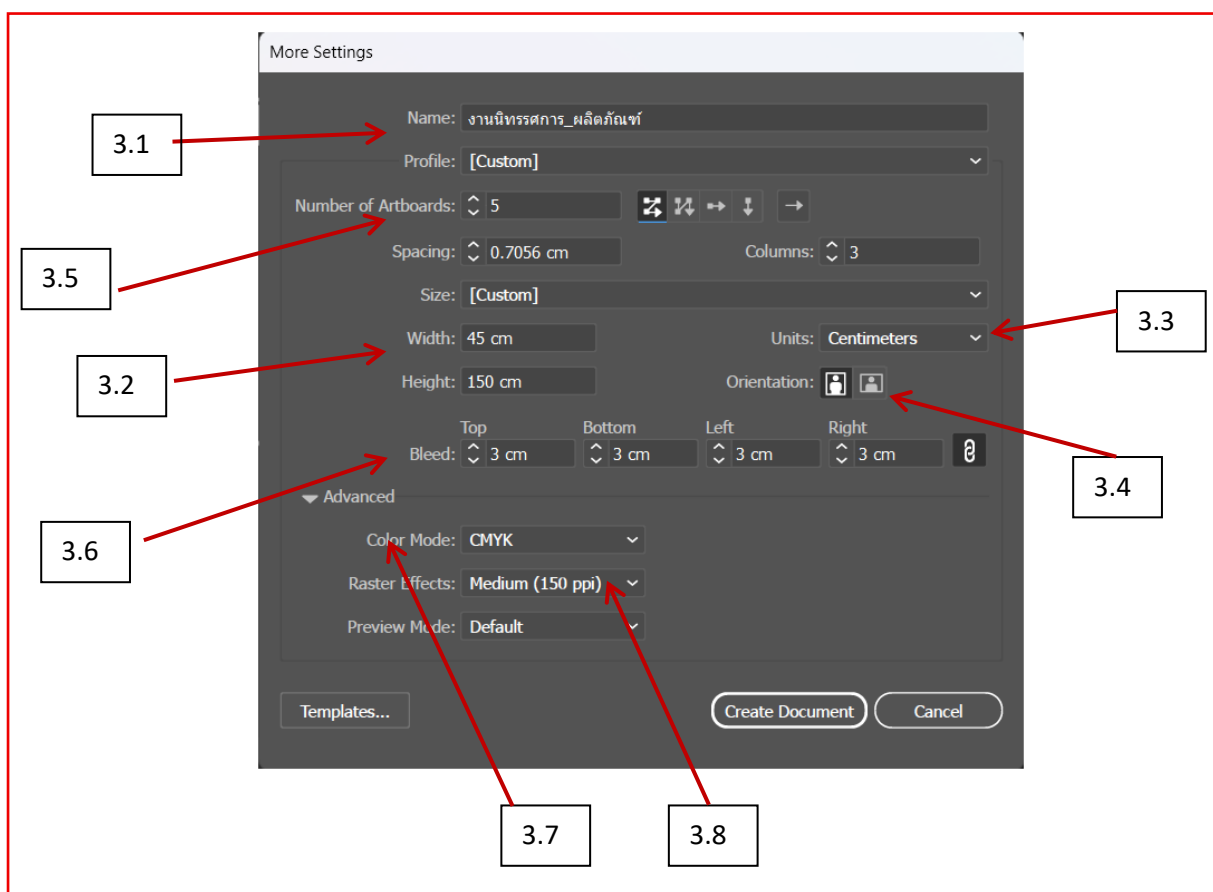 More Settings
3.1
Name: งานนิทรรศการ_ผลิตภัณฑ์
Profile: [Custom]
Number of Artboards: 5
3.5
Spacing: 0.7056 cm Columns: 3
Size: [Custom]
3.3
Width: 45 cm Units: Centimeters
3.2
Height: 150 cm Orientation:
Top Bottom Left Right
Bleed: 3 cm 3 cm 3 cm 3 cm
3.4
Advanced
3.6
Color Mode: CMYK
Raster Effects: Medium (150 ppi)
Preview Mode: Default
Templates... Create Document Cancel
3.7 3.8